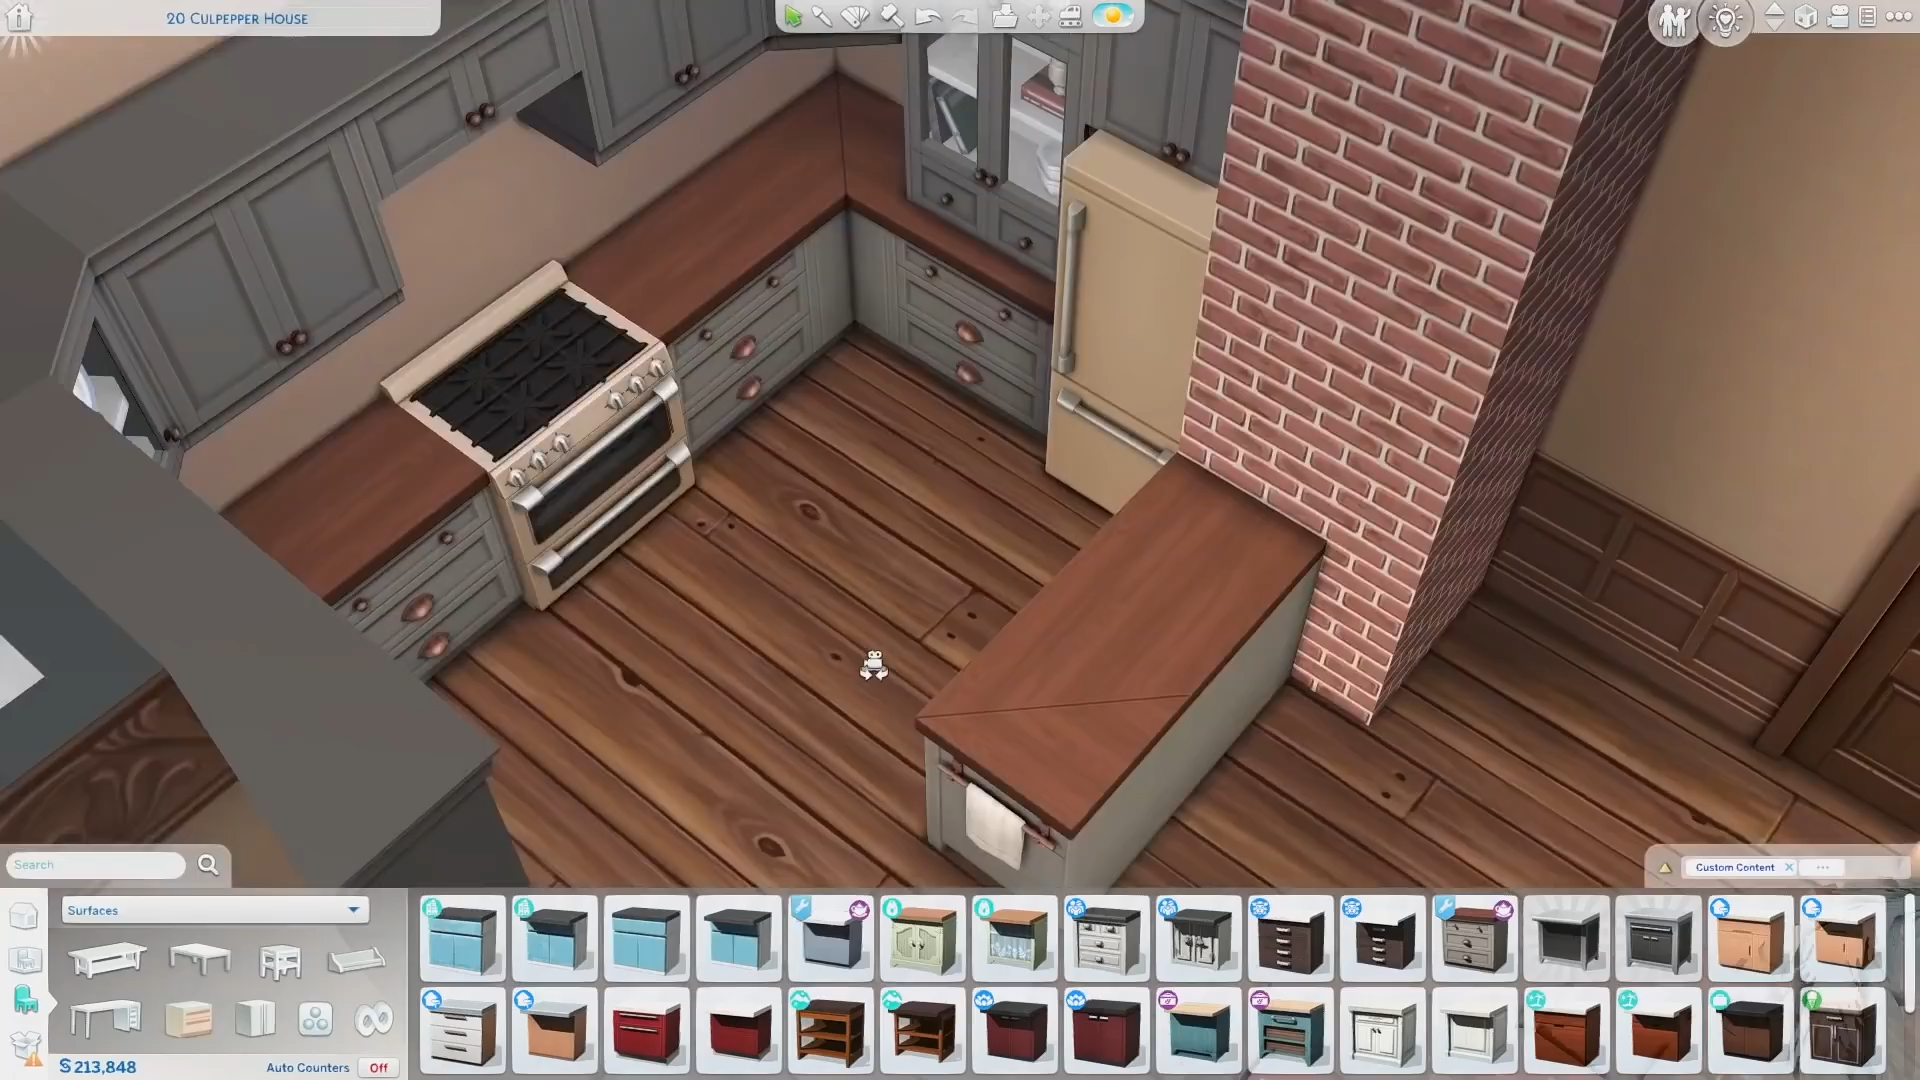 20 Culpepper House
Search
Custom Content
Surfaces
213,848
Auto Counters
Off